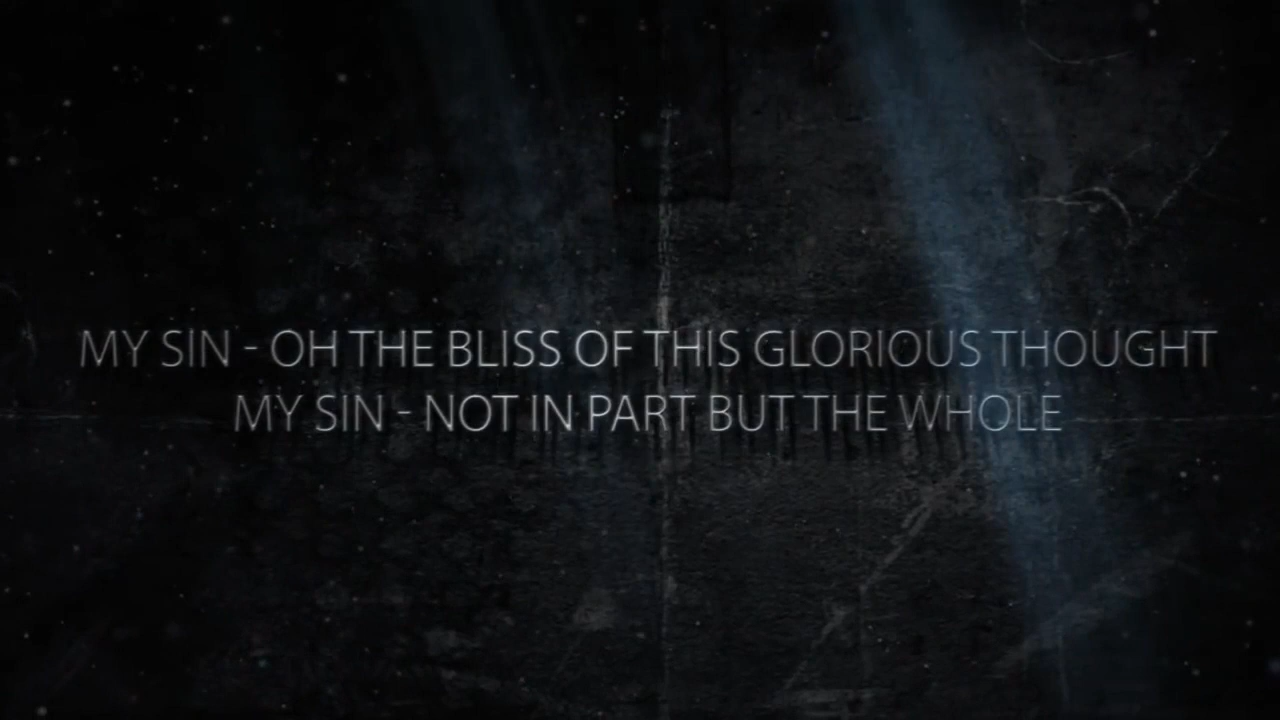 MY SIN - OH THE BLISS OF THIS GLORIOUS THOUGHT
MY SIN - NOT IN PART BUT THE WHOLE